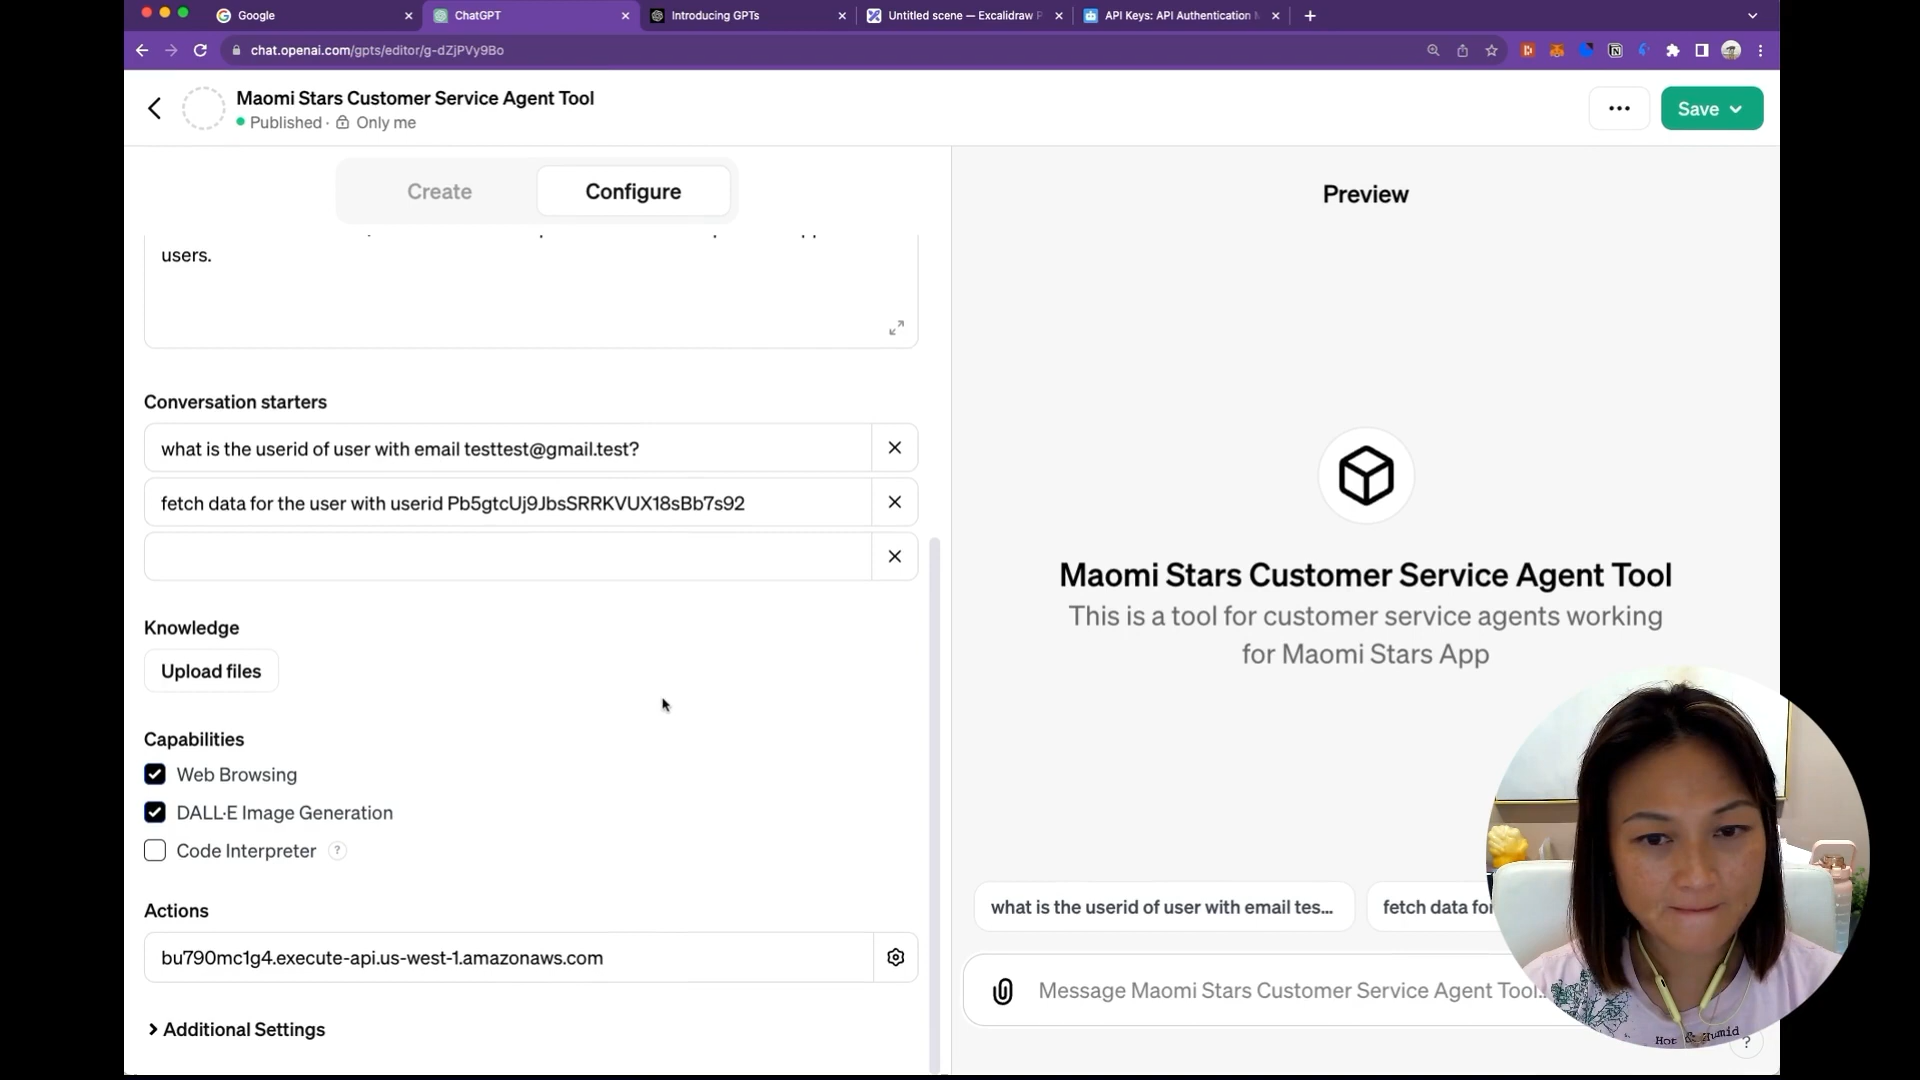 Google
ChatGPT
Introducing GPTs
Untitled scene — Excalidraw
API Keys: API Authentication
chat.openai.com/gpts/editor/g-dZjPVy9Bo
Maomi Stars Customer Service Agent Tool
Published · Only me
Save
Create
Configure
Preview
users.
Conversation starters
what is the userid of user with email testtest@gmail.test?
fetch data for the user with userid Pb5gtcUj9JbsSRRKVUX18sBb7s92
Knowledge
Upload files
Capabilities
Web Browsing
DALL·E Image Generation
Code Interpreter ?
Actions
bu790mc1g4.execute-api.us-west-1.amazonaws.com
Additional Settings
Maomi Stars Customer Service Agent Tool
This is a tool for customer service agents working
for Maomi Stars App
what is the userid of user with email tes...
fetch data for
Message Maomi Stars Customer Service Agent Tool...
Hot & Humid
?